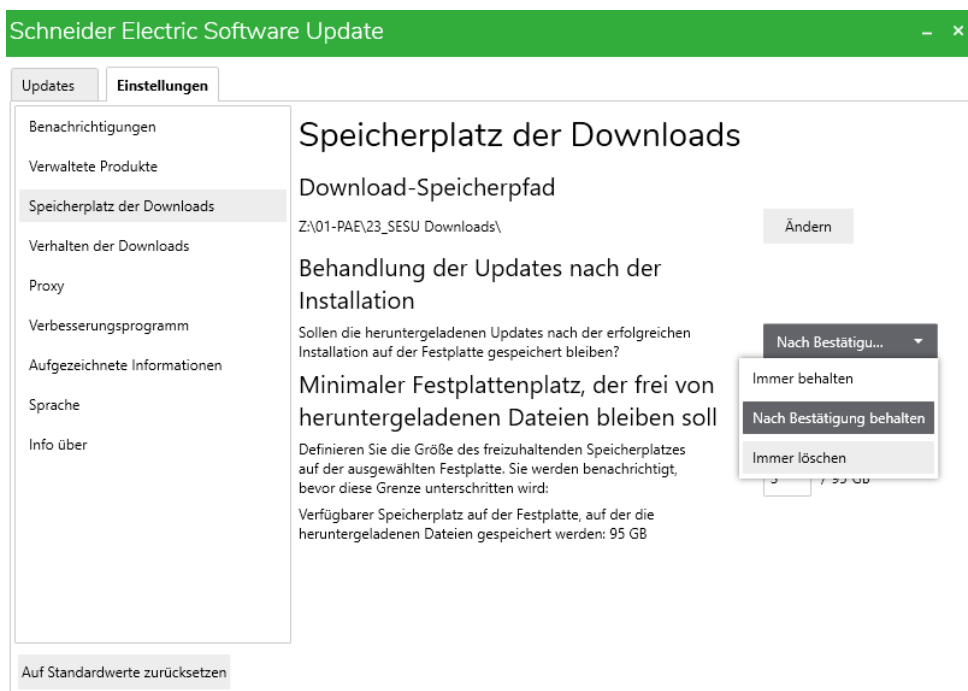 Schneider Electric Software Update
Updates
Einstellungen
Benachrichtigungen
Verwaltete Produkte
Speicherplatz der Downloads
Verhalten der Downloads
Proxy
Verbesserungsprogramm
Aufgezeichnete Informationen
Sprache
Info über
Auf Standardwerte zurücksetzen
Speicherplatz der Downloads
Download-Speicherpfad
Z:\01-PAE\23_SESU Downloads\
Ändern
Behandlung der Updates nach der
Installation
Sollen die heruntergeladenen Updates nach der erfolgreichen
Installation auf der Festplatte gespeichert bleiben?
Nach Bestätigu...
Immer behalten
Nach Bestätigung behalten
Immer löschen
Minimaler Festplattenplatz, der frei von
heruntergeladenen Dateien bleiben soll
Definieren Sie die Größe des freizuhaltenden Speicherplatzes
auf der ausgewählten Festplatte. Sie werden benachrichtigt,
bevor diese Grenze unterschritten wird:
/ 95 GB
Verfügbarer Speicherplatz auf der Festplatte, auf der die
heruntergeladenen Dateien gespeichert werden: 95 GB